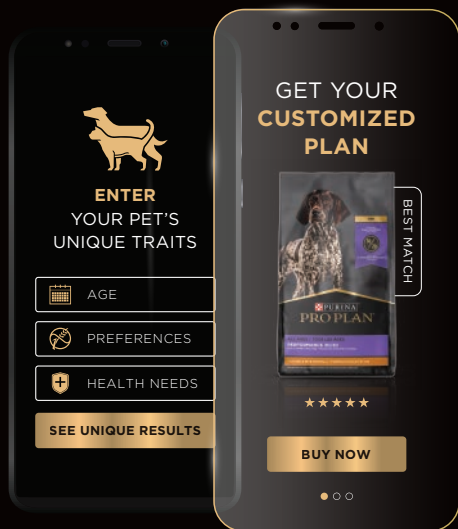 ENTER
YOUR PET'S
UNIQUE TRAITS
AGE
PREFERENCES
HEALTH NEEDS
SEE UNIQUE RESULTS
GET YOUR
CUSTOMIZED
PLAN
BEST MATCH
PURINA
PRO PLAN
BUY NOW